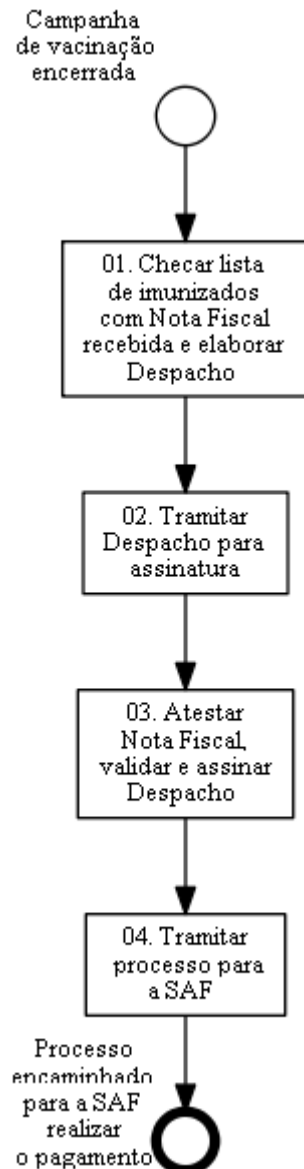 Campanha
de vacinação
encerrada
01. Checar lista
de imunizados
com Nota Fiscal
recebida e elaborar
Despacho
02. Tramitar
Despacho para
assinatura
03. Atestar
Nota Fiscal,
validar e assinar
Despacho
04. Tramitar
processo para
a SAF
Processo
encaminhado
para a SAF
realizar
o pagamento